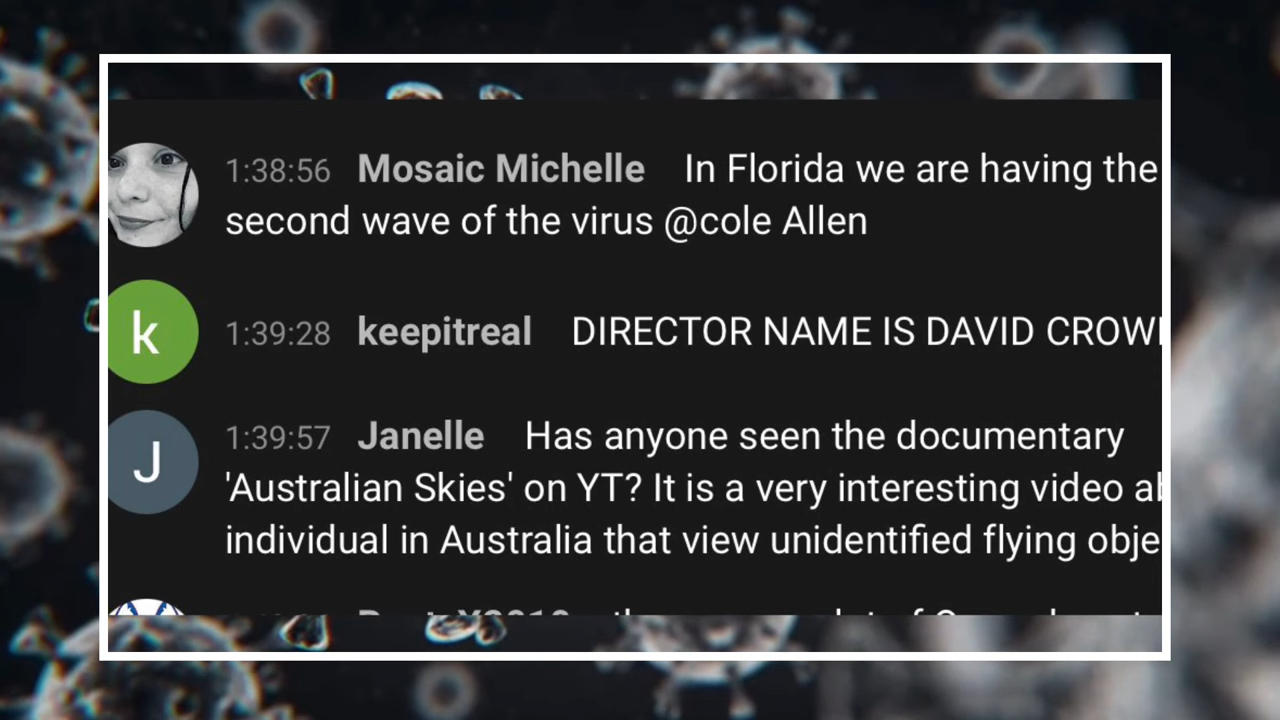 1:38:56 Mosaic Michelle In Florida we are having the
second wave of the virus @cole Allen
k
1:39:28 keepitreal DIRECTOR NAME IS DAVID
J
1:39:57 Janelle Has anyone seen the documentary
'Australian Skies' on YT? It is a very interesting video
individual in Australia that view unidentified flying